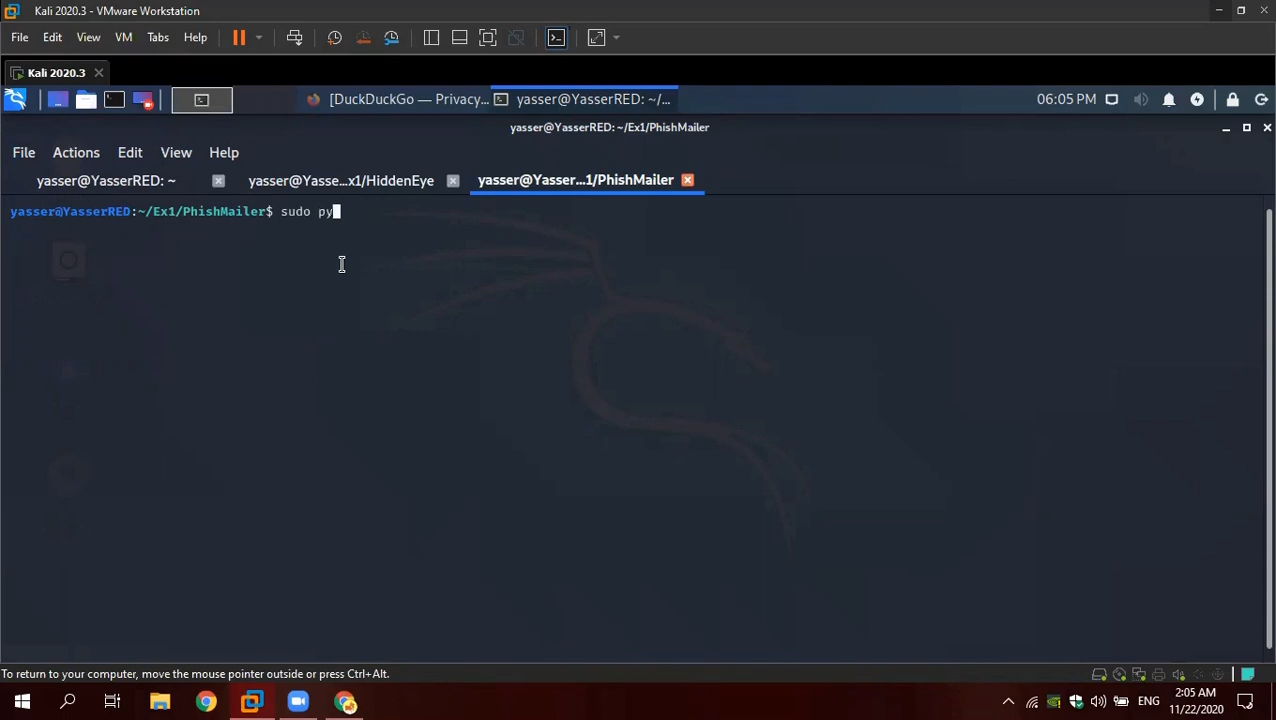 Kali 2020.3 - VMware Workstation
File Edit View VM Tabs Help
Kali 2020.3
[DuckDuckGo — Privacy,...
yasser@YasserRED: ~/...
06:05 PM
yasser@YasserRED: ~/Ex1/PhishMailer
File Actions Edit View Help
yasser@YasserRED: ~
yasser@Yasse...x1/HiddenEye
yasser@Yasser...1/PhishMailer
yasser@YasserRED:~/Ex1/PhishMailer$ sudo py
To return to your computer, move the mouse pointer outside or press Ctrl+Alt.
ENG
2:05 AM
11/22/2020